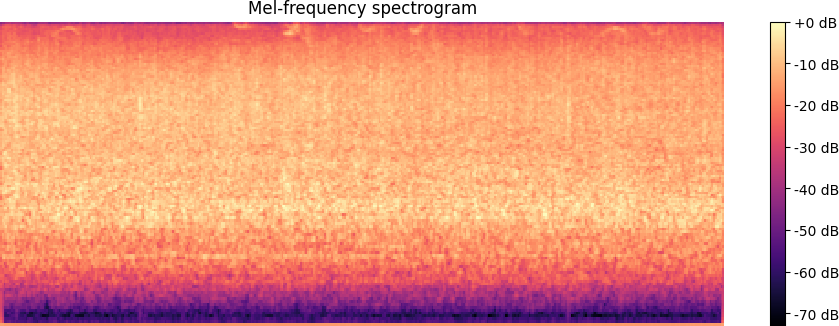 Mel-frequency spectrogram
+0 dB
-10 dB
-20 dB
-30 dB
-40 dB
-50 dB
-60 dB
-70 dB